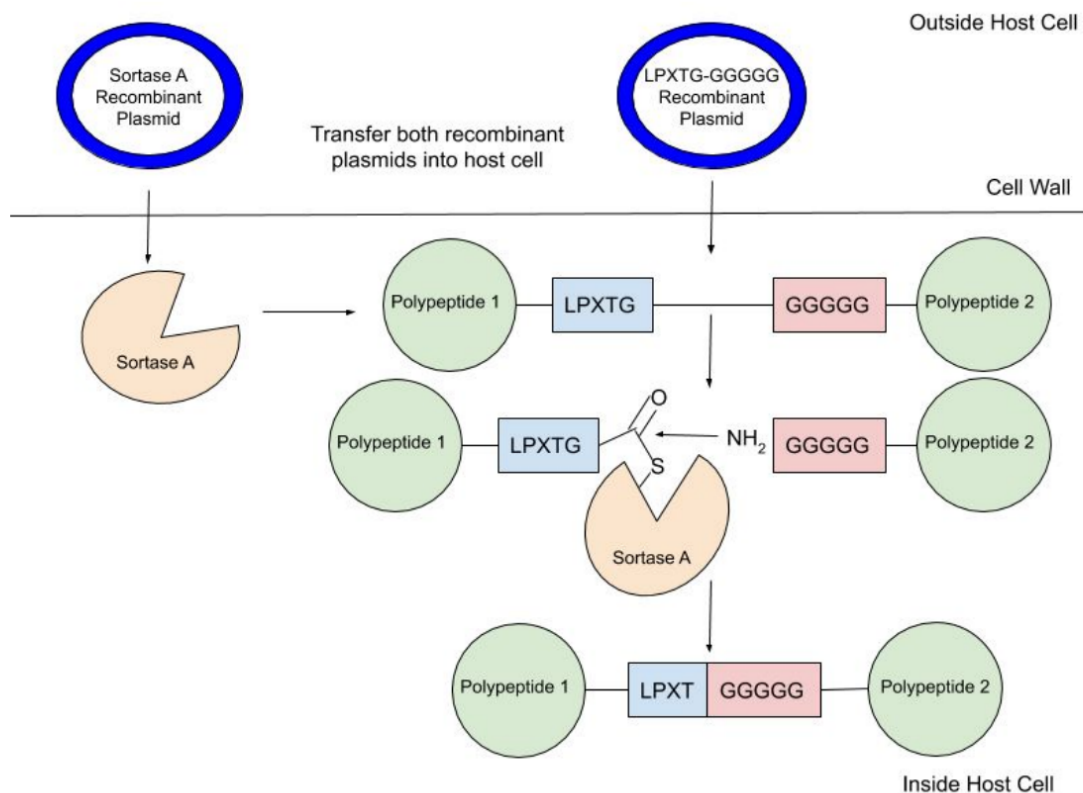 Outside Host Cell
Sortase A
Recombinant
Plasmid
LPXTG-GGGGG
Recombinant
Plasmid
Transfer both recombinant
plasmids into host cell
Cell Wall
Sortase A
Polypeptide 1
LPXTG
GGGGG
Polypeptide 2
Polypeptide 1
LPXTG
O
S
NH2
GGGGG
Polypeptide 2
Sortase A
Polypeptide 1
LPXT
GGGGG
Polypeptide 2
Inside Host Cell